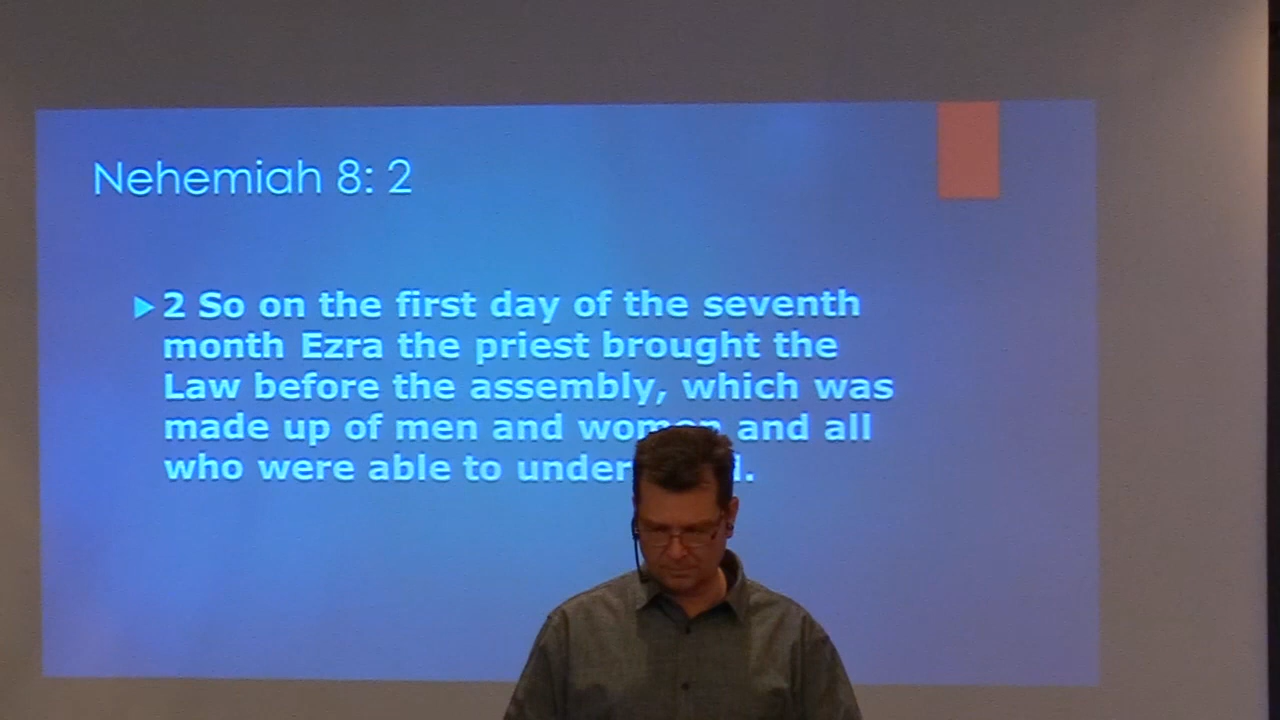 Nehemiah 8: 2
2 So on the first day of the seventh
month Ezra the priest brought the
Law before the assembly, which was
made up of men and women and all
who were able to